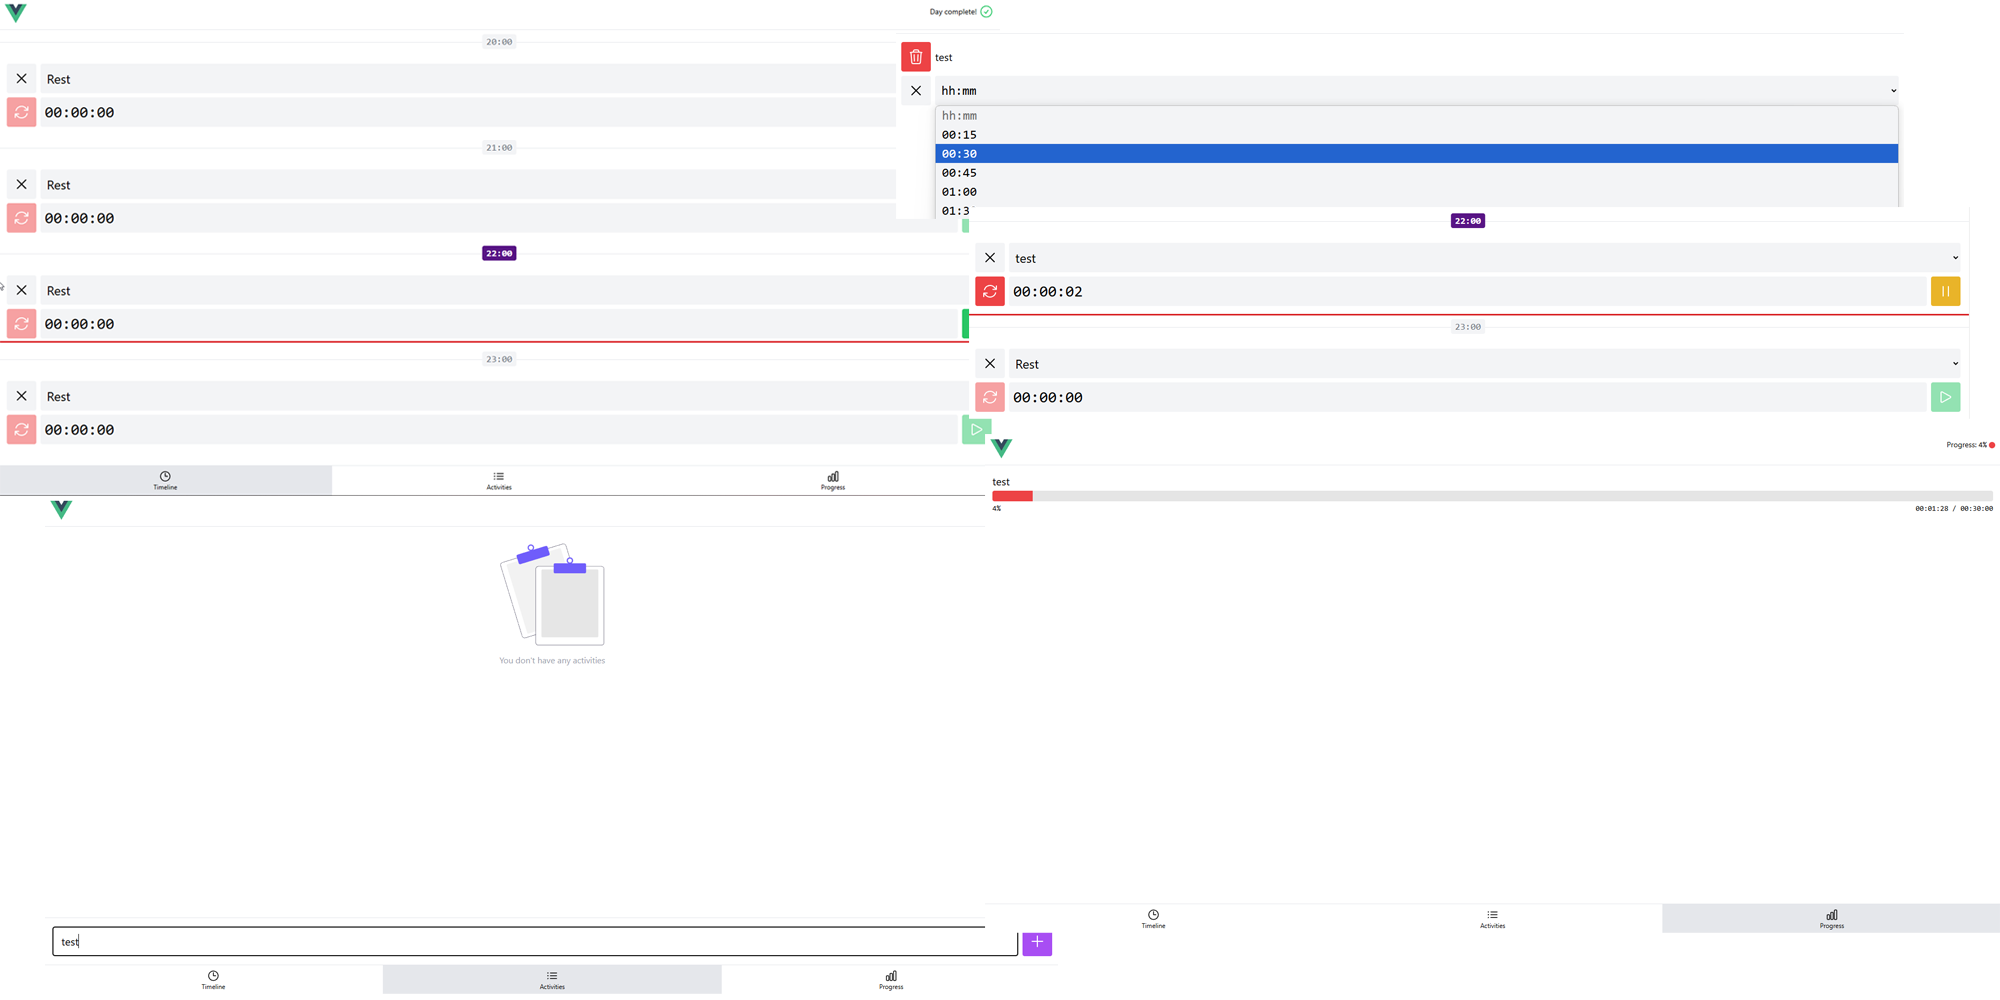 Day complete!
20:00
Rest
00:00:00
21:00
Rest
00:00:00
22:00
Rest
00:00:00
23:00
Rest
00:00:00
Timeline
Activities
Progress
test
hh:mm
hh:mm
00:15
00:30
00:45
01:00
01:3
22:00
test
00:00:02
23:00
Rest
00:00:00
Progress: 4%
test
4%
00:01:28 / 00:30:00
Timeline
Activities
Progress
You don't have any activities
test
Timeline
Activities
Progress